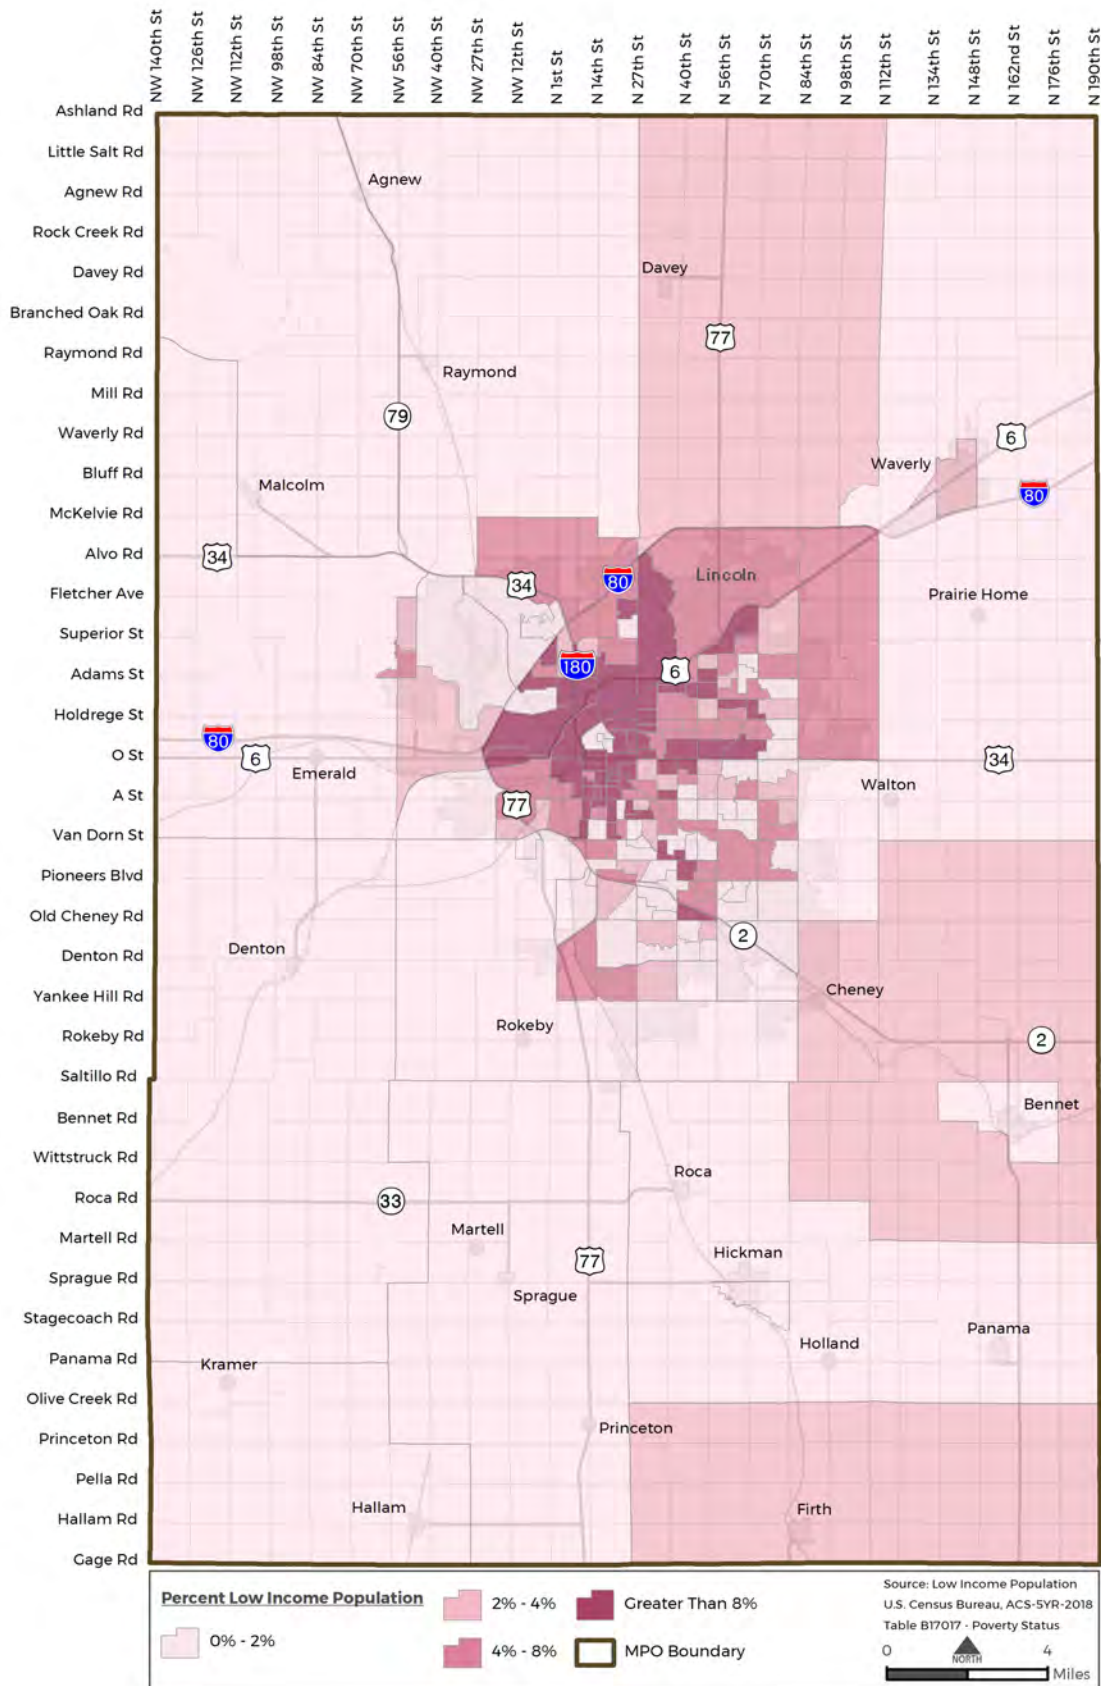 NW 140th St
NW 126th St
NW 112th St
NW 98th St
NW 84th St
NW 70th St
NW 56th St
NW 40th St
NW 27th St
NW 12th St
N 1st St
N 14th St
N 27th St
N 40th St
N 56th St
N 70th St
N 84th St
N 98th St
N 112th St
N 134th St
N 148th St
N 162nd St
N 176th St
N 190th St
Ashland Rd
Little Salt Rd
Agnew Rd
Rock Creek Rd
Davey Rd
Branched Oak Rd
Raymond Rd
Mill Rd
Waverly Rd
Bluff Rd
McKelvie Rd
Alvo Rd
Fletcher Ave
Superior St
Adams St
Holdrege St
O St
A St
Van Dorn St
Pioneers Blvd
Old Cheney Rd
Denton Rd
Yankee Hill Rd
Rokeby Rd
Saltillo Rd
Bennet Rd
Wittstruck Rd
Roca Rd
Martell Rd
Sprague Rd
Stagecoach Rd
Panama Rd
Olive Creek Rd
Princeton Rd
Pella Rd
Hallam Rd
Gage Rd
Agnew
Davey
77
Raymond
79
6
Waverly
Malcolm
80
34
80
34
Lincoln
Prairie Home
180
6
80
6
Emerald
34
Walton
77
Denton
2
Cheney
Rokeby
2
Bennet
Roca
33
Martell
Hickman
77
Sprague
Panama
Holland
Kramer
Princeton
Hallam
Firth
Percent Low Income Population
0% - 2%
2% - 4%
4% - 8%
Greater Than 8%
MPO Boundary
Source: Low Income Population
U.S. Census Bureau, ACS-5YR-2018
Table B17017 - Poverty Status
0
4
NORTH
Miles